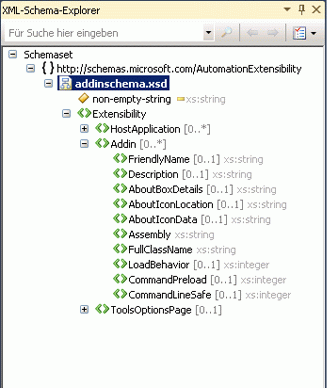 XML-Schema-Explorer
Für Suche hier eingeben
Schemaset
{ } http://schemas.microsoft.com/AutomationExtensibility
addinschema.xsd
non-empty-string xs:string
Extensibility
HostApplication [0..*]
Addin [0..*]
FriendlyName [0..1] xs:string
Description [0..1] xs:string
AboutBoxDetails [0..1] xs:string
AboutIconLocation [0..1] xs:string
AboutIconData [0..1] xs:string
Assembly xs:string
FullClassName xs:string
LoadBehavior [0..1] xs:integer
CommandPreload [0..1] xs:integer
CommandLineSafe [0..1] xs:integer
ToolsOptionsPage [0..1]